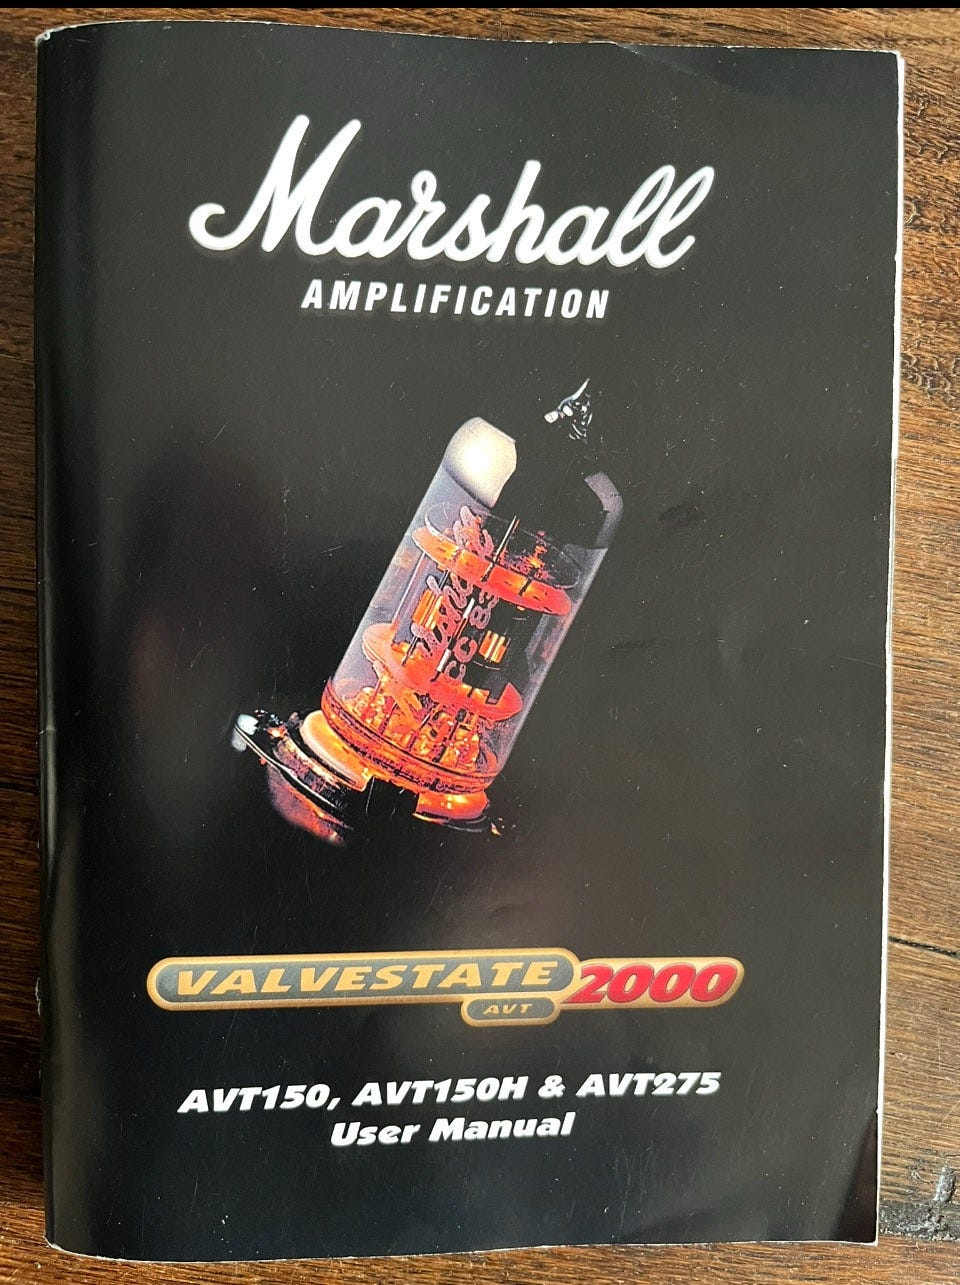 Marshall
AMPLIFICATION
VALVESTATE 2000
AVT
AVT150, AVT150H & AVT275
User Manual